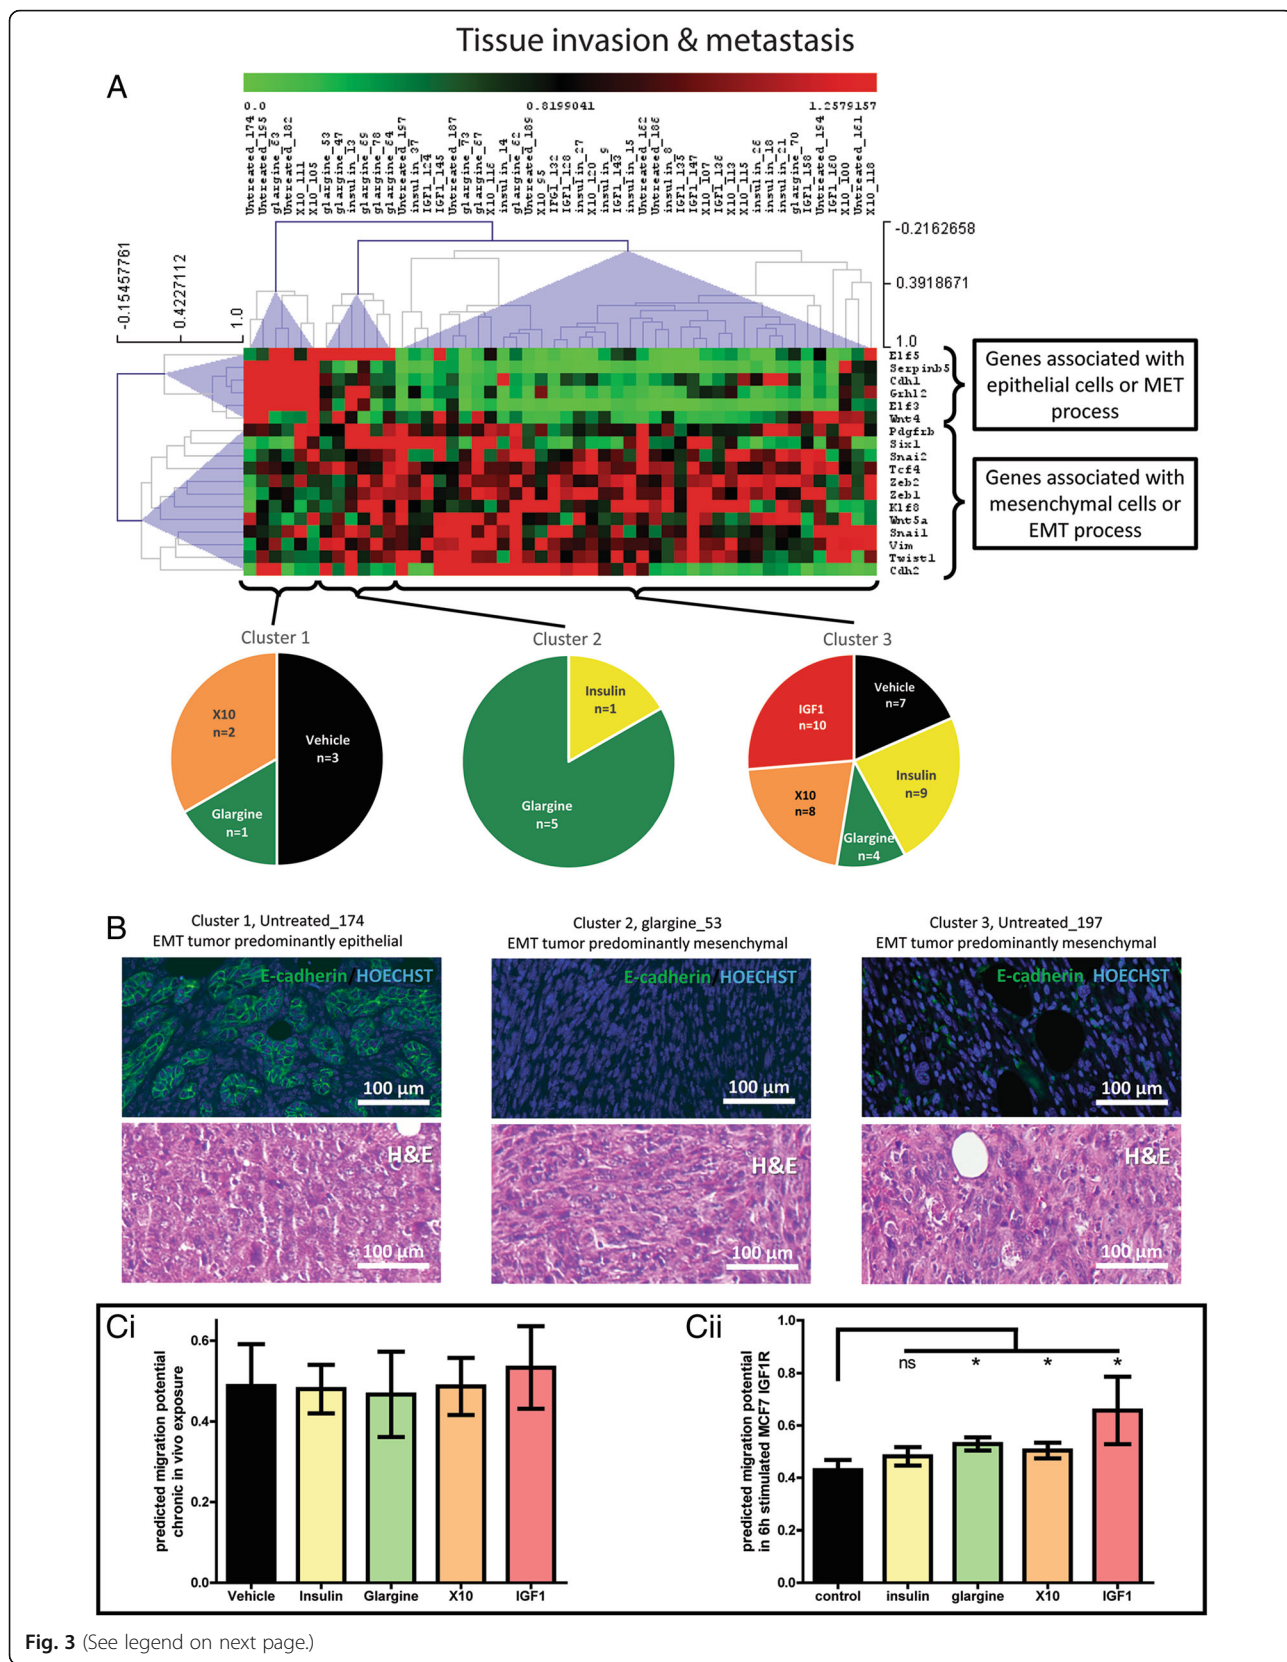 Tissue invasion & metastasis
A
0.0
0.8199041
1.2579157
Untreated_174
Untreated_195
glargine_63
Untreated_182
X10_111
X10_105
glargine_53
glargine_47
insulin_13
glargine_69
glargine_78
glargine_64
Untreated_197
insulin_37
IGF1_124
IGF1_145
Untreated_187
glargine_73
glargine_67
X10_116
insulin_14
glargine_62
Untreated_189
X10_95
IGF1_132
IGF1_128
insulin_27
X10_120
insulin_9
IGF1_143
insulin_15
Untreated_162
Untreated_186
insulin_8
IGF1_135
IGF1_147
X10_107
IGF1_136
X10_113
X10_115
insulin_26
insulin_18
insulin_21
glargine_70
IGF1_158
Untreated_194
IGF1_160
X10_100
Untreated_181
X10_118
-0.2162658
0.3918671
1.0
-0.15457761
0.4227112
1.0
Elf5
Serpinb5
Cdh1
Grhl2
Elf3
Wnt4
Pdgfrb
Six1
Snai2
Tcf4
Zeb2
Zeb1
Klf8
Wnt5a
Snai1
Vim
Twist1
Cdh2
Genes associated with
epithelial cells or MET
process
Genes associated with
mesenchymal cells or
EMT process
Cluster 1
Cluster 2
Cluster 3
X10
n=2
Vehicle
n=3
Glargine
n=1
Insulin
n=1
Glargine
n=5
IGF1
n=10
Vehicle
n=7
Insulin
n=9
X10
n=8
Glargine
n=4
B
Cluster 1, Untreated_174
EMT tumor predominantly epithelial
Cluster 2, glargine_53
EMT tumor predominantly mesenchymal
Cluster 3, Untreated_197
EMT tumor predominantly mesenchymal
E-cadherin HOECHST
100 µm
E-cadherin HOECHST
100 µm
E-cadherin HOECHST
100 µm
H&E
100 µm
H&E
100 µm
H&E
100 µm
Ci
predicted migration potential
chronic in vivo exposure
0.6
0.4
0.2
0.0
Vehicle Insulin Glargine X10 IGF1
Cii
predicted migration potential
in 6h stimulated MCF7 IGF1R
1.0
0.8
0.6
0.4
0.2
0.0
ns * * *
control insulin glargine X10 IGF1
Fig. 3 (See legend on next page.)